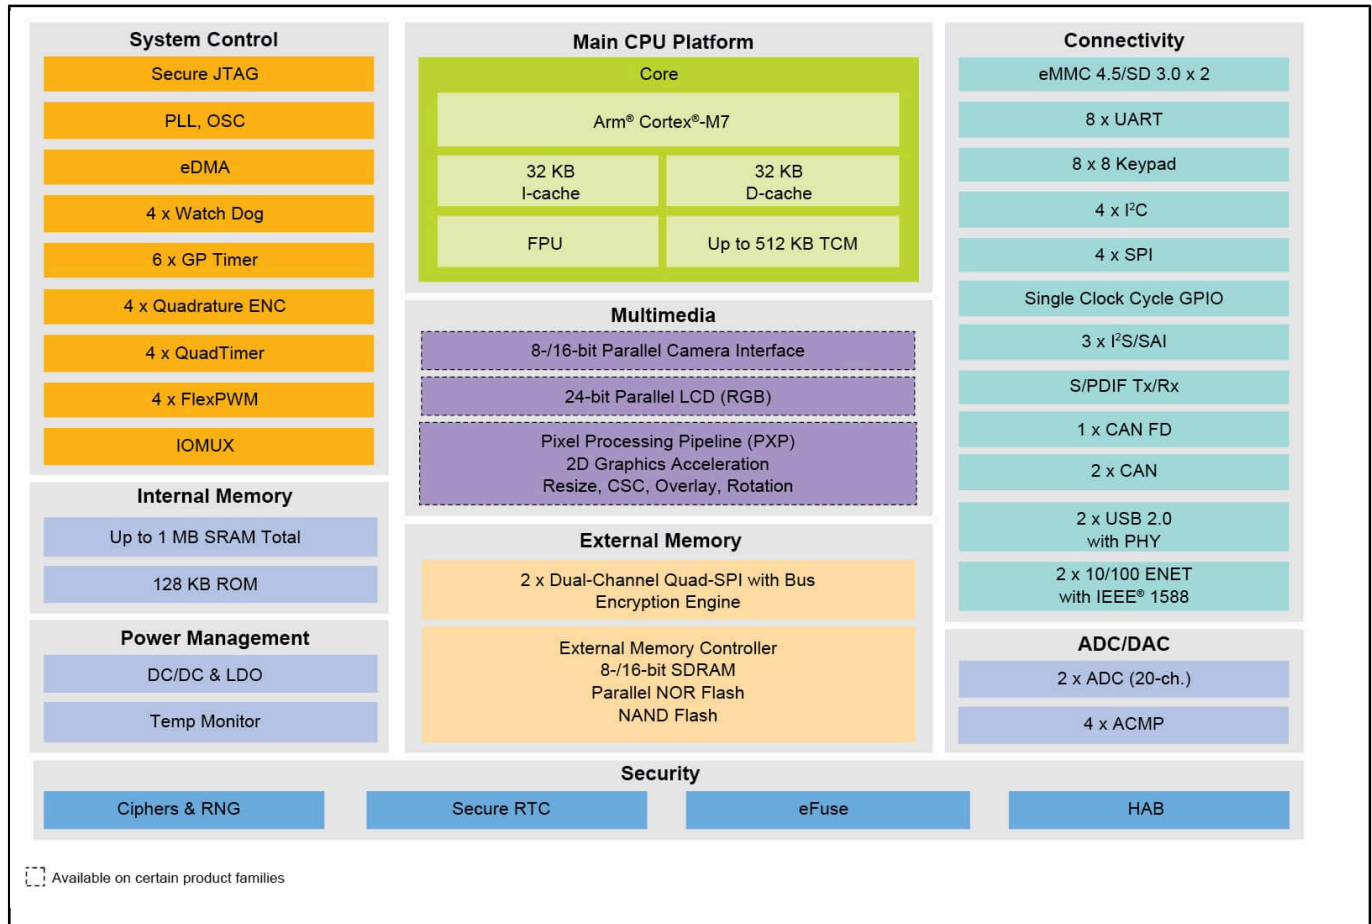 System Control
Secure JTAG
PLL, OSC
eDMA
4 x Watch Dog
6 x GP Timer
4 x Quadrature ENC
4 x QuadTimer
4 x FlexPWM
IOMUX
Internal Memory
Up to 1 MB SRAM Total
128 KB ROM
Power Management
DC/DC & LDO
Temp Monitor
Main CPU Platform
Core
Arm® Cortex®-M7
32 KB
I-cache
32 KB
D-cache
FPU
Up to 512 KB TCM
Multimedia
8-/16-bit Parallel Camera Interface
24-bit Parallel LCD (RGB)
Pixel Processing Pipeline (PXP)
2D Graphics Acceleration
Resize, CSC, Overlay, Rotation
External Memory
2 x Dual-Channel Quad-SPI with Bus
Encryption Engine
External Memory Controller
8-/16-bit SDRAM
Parallel NOR Flash
NAND Flash
Connectivity
eMMC 4.5/SD 3.0 x 2
8 x UART
8 x 8 Keypad
4 x I²C
4 x SPI
Single Clock Cycle GPIO
3 x I²S/SAI
S/PDIF Tx/Rx
1 x CAN FD
2 x CAN
2 x USB 2.0
with PHY
2 x 10/100 ENET
with IEEE® 1588
ADC/DAC
2 x ADC (20-ch.)
4 x ACMP
Security
Ciphers & RNG
Secure RTC
eFuse
HAB
Available on certain product families